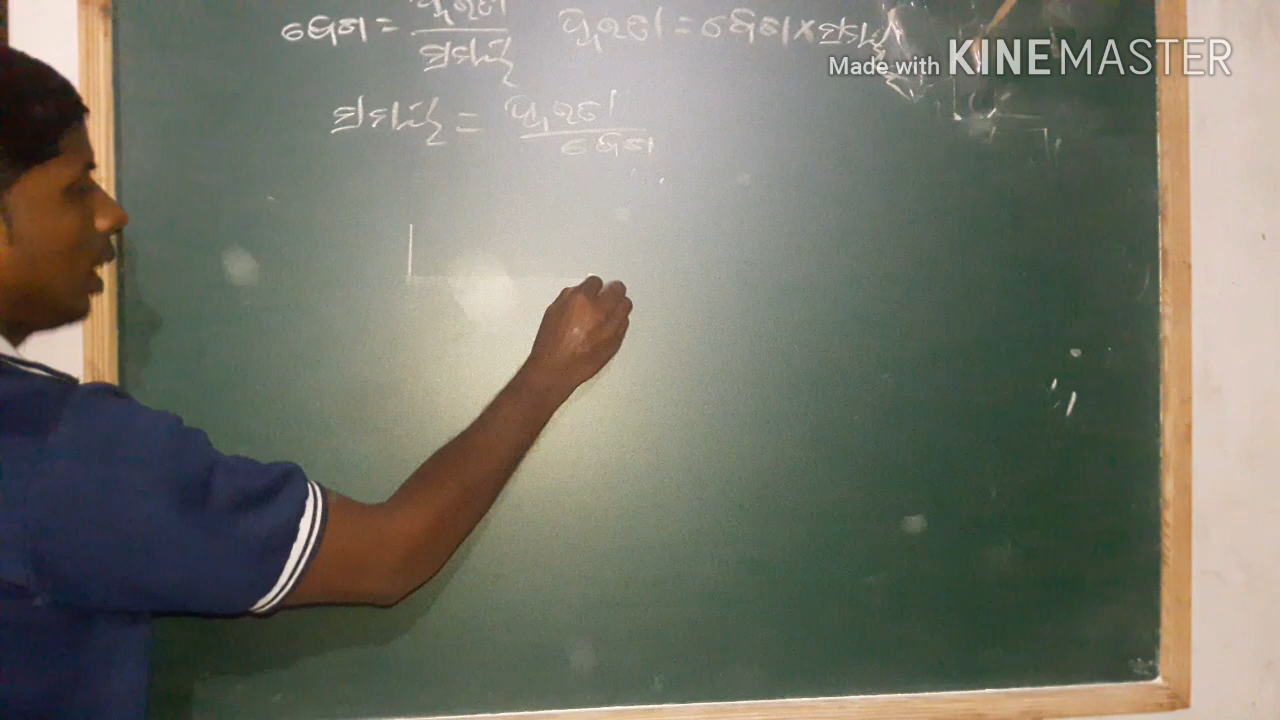 ବେଗ = ଦୂରତା / ସମୟ ଦୂରତା = ବେଗ × ସମୟ
Made with KINEMASTER
ସମୟ = ଦୂରତା / ବେଗ